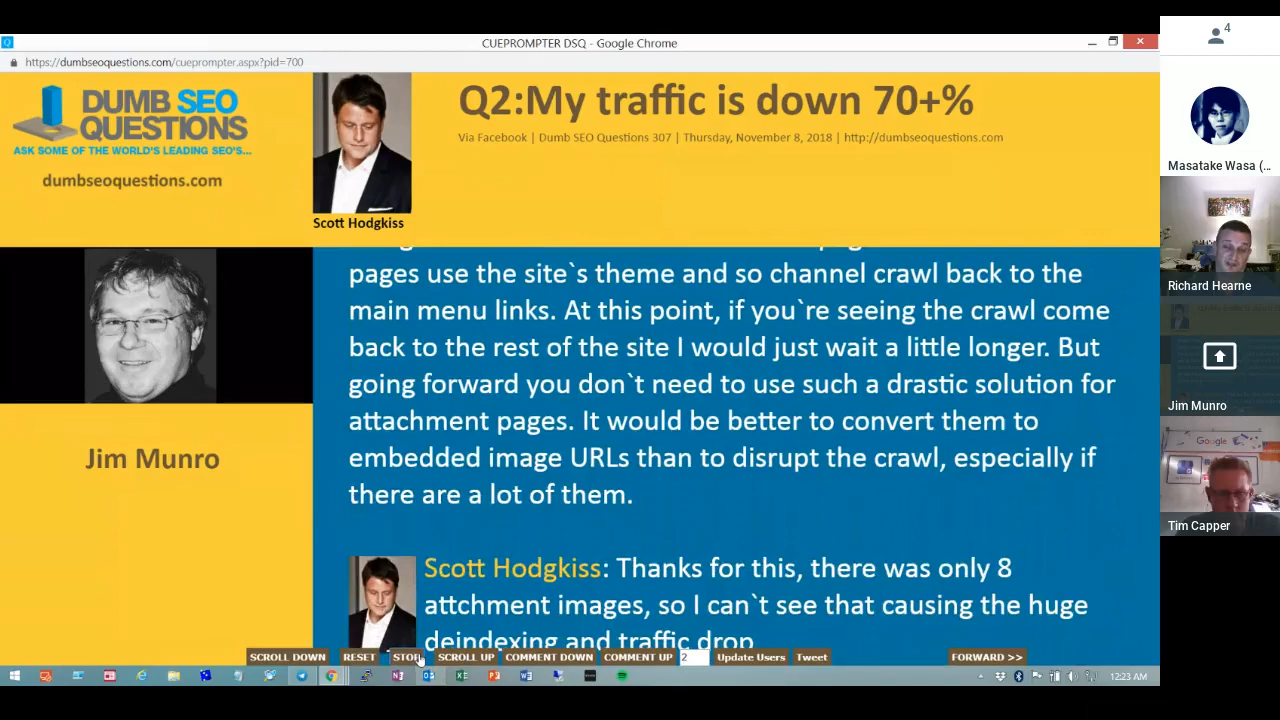 CUEPROMPTER DSQ - Google Chrome
https://dumbseoquestions.com/cueprompter.aspx?pid=700
DUMB SEO
QUESTIONS
ASK SOME OF THE WORLD'S LEADING SEO'S...
dumbseoquestions.com
Scott Hodgkiss
Q2:My traffic is down 70+%
Via Facebook | Dumb SEO Questions 307 | Thursday, November 8, 2018 | http://dumbseoquestions.com
Jim Munro
pages use the site`s theme and so channel crawl back to the
main menu links. At this point, if you`re seeing the crawl come
back to the rest of the site I would just wait a little longer. But
going forward you don`t need to use such a drastic solution for
attachment pages. It would be better to convert them to
embedded image URLs than to disrupt the crawl, especially if
there are a lot of them.
Scott Hodgkiss: Thanks for this, there was only 8
attchment images, so I can`t see that causing the huge
deindexing and traffic drop
SCROLL DOWN RESET STOP SCROLL UP COMMENT DOWN COMMENT UP 2 Update Users Tweet FORWARD >>
12:23 AM
4
Masatake Wasa (...
Richard Hearne
Jim Munro
Google
Tim Capper